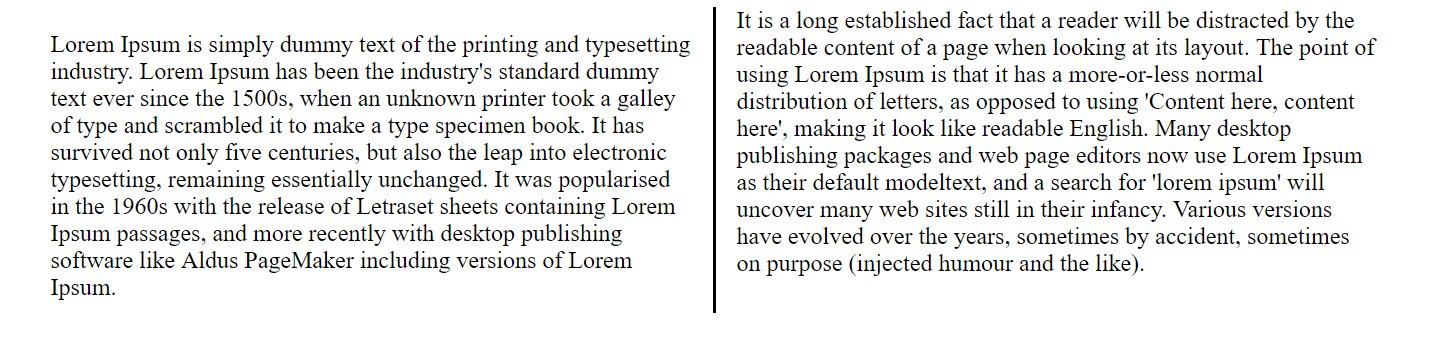 Lorem Ipsum is simply dummy text of the printing and typesetting
industry. Lorem Ipsum has been the industry's standard dummy
text ever since the 1500s, when an unknown printer took a galley
of type and scrambled it to make a type specimen book. It has
survived not only five centuries, but also the leap into electronic
typesetting, remaining essentially unchanged. It was popularised
in the 1960s with the release of Letraset sheets containing Lorem
Ipsum passages, and more recently with desktop publishing
software like Aldus PageMaker including versions of Lorem
Ipsum.
It is a long established fact that a reader will be distracted by the
readable content of a page when looking at its layout. The point of
using Lorem Ipsum is that it has a more-or-less normal
distribution of letters, as opposed to using 'Content here, content
here', making it look like readable English. Many desktop
publishing packages and web page editors now use Lorem Ipsum
as their default modeltext, and a search for 'lorem ipsum' will
uncover many web sites still in their infancy. Various versions
have evolved over the years, sometimes by accident, sometimes
on purpose (injected humour and the like).